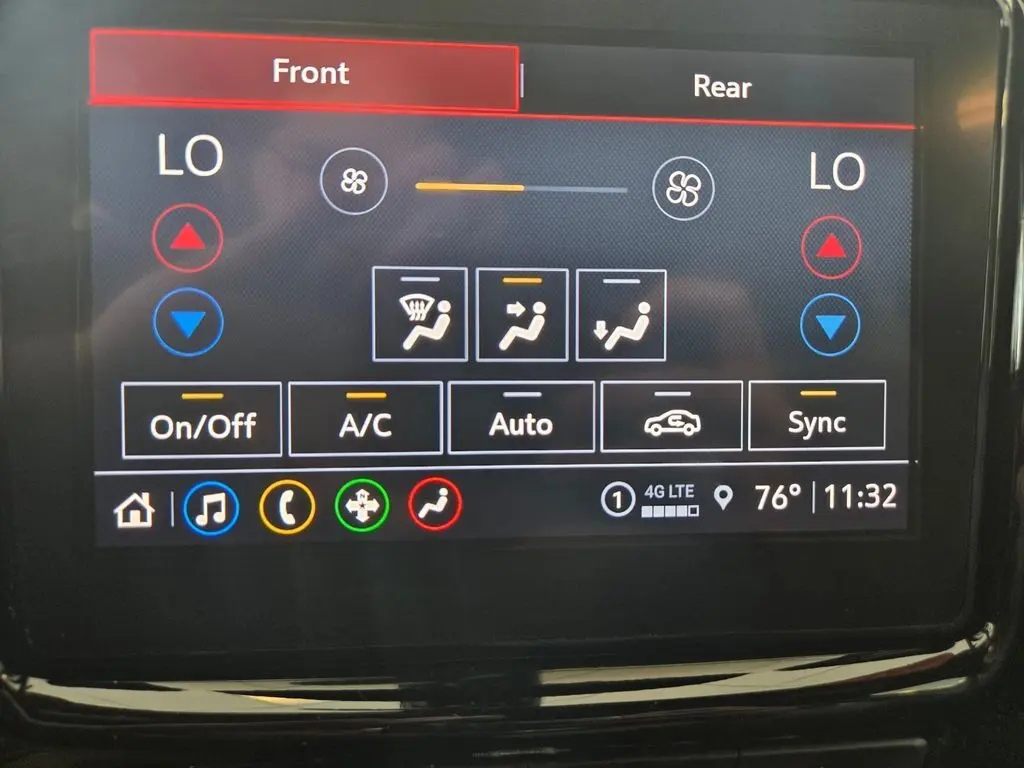 Front
Rear
LO
LO
On/Off
A/C
Auto
Sync
1
4G LTE
76°
11:32